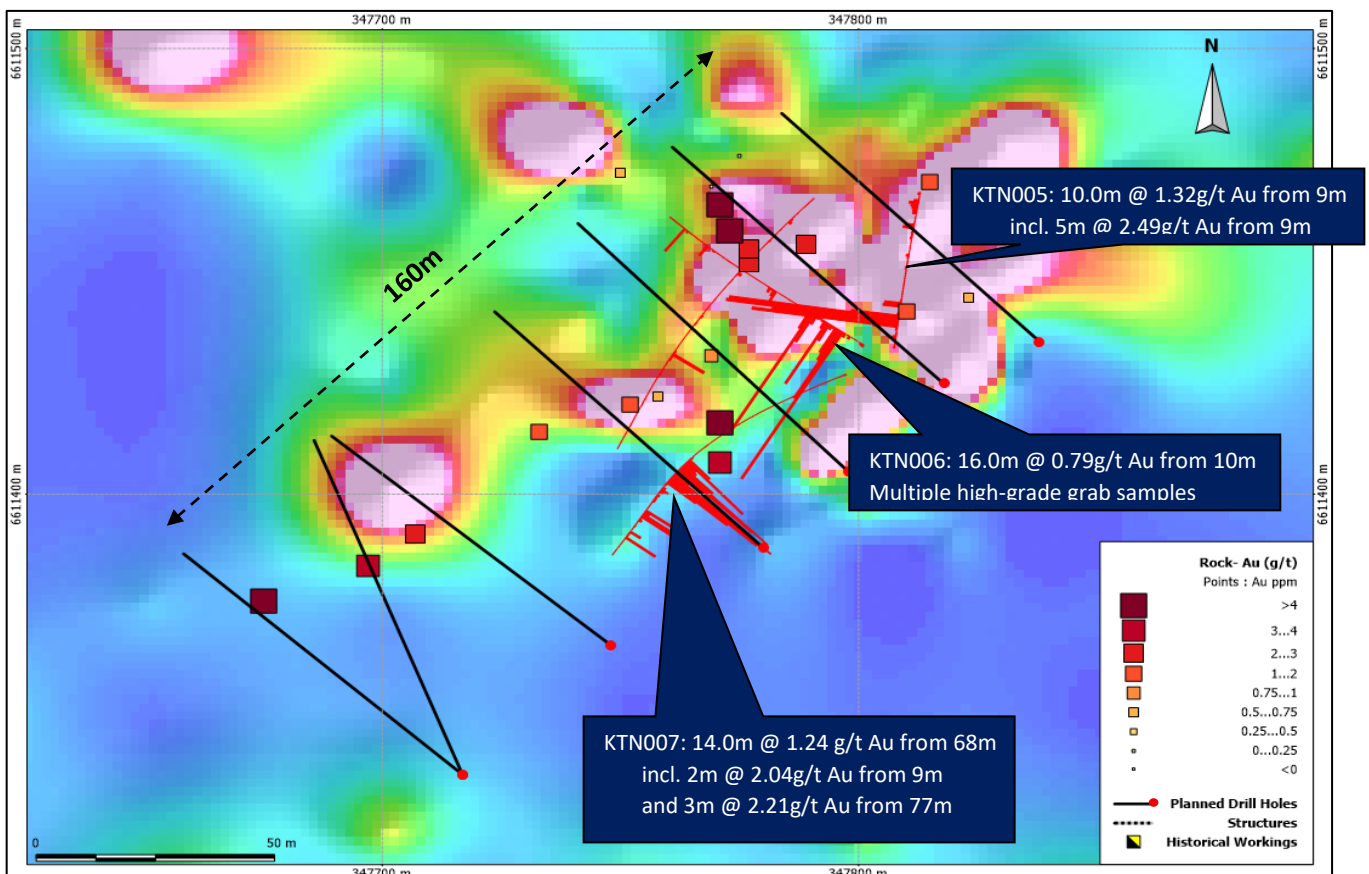 347700 m
347800 m
6611500 m
6611500 m
N
160m
KTN005: 10.0m @ 1.32g/t Au from 9m
incl. 5m @ 2.49g/t Au from 9m
KTN006: 16.0m @ 0.79g/t Au from 10m
Multiple high-grade grab samples
6611400 m
6611400 m
KTN007: 14.0m @ 1.24 g/t Au from 68m
incl. 2m @ 2.04g/t Au from 9m
and 3m @ 2.21g/t Au from 77m
Rock- Au (g/t)
Points : Au ppm
>4
3...4
2...3
1...2
0.75...1
0.5...0.75
0.25...0.5
0...0.25
<0
Planned Drill Holes
Structures
Historical Workings
0
50 m
347700 m
347800 m